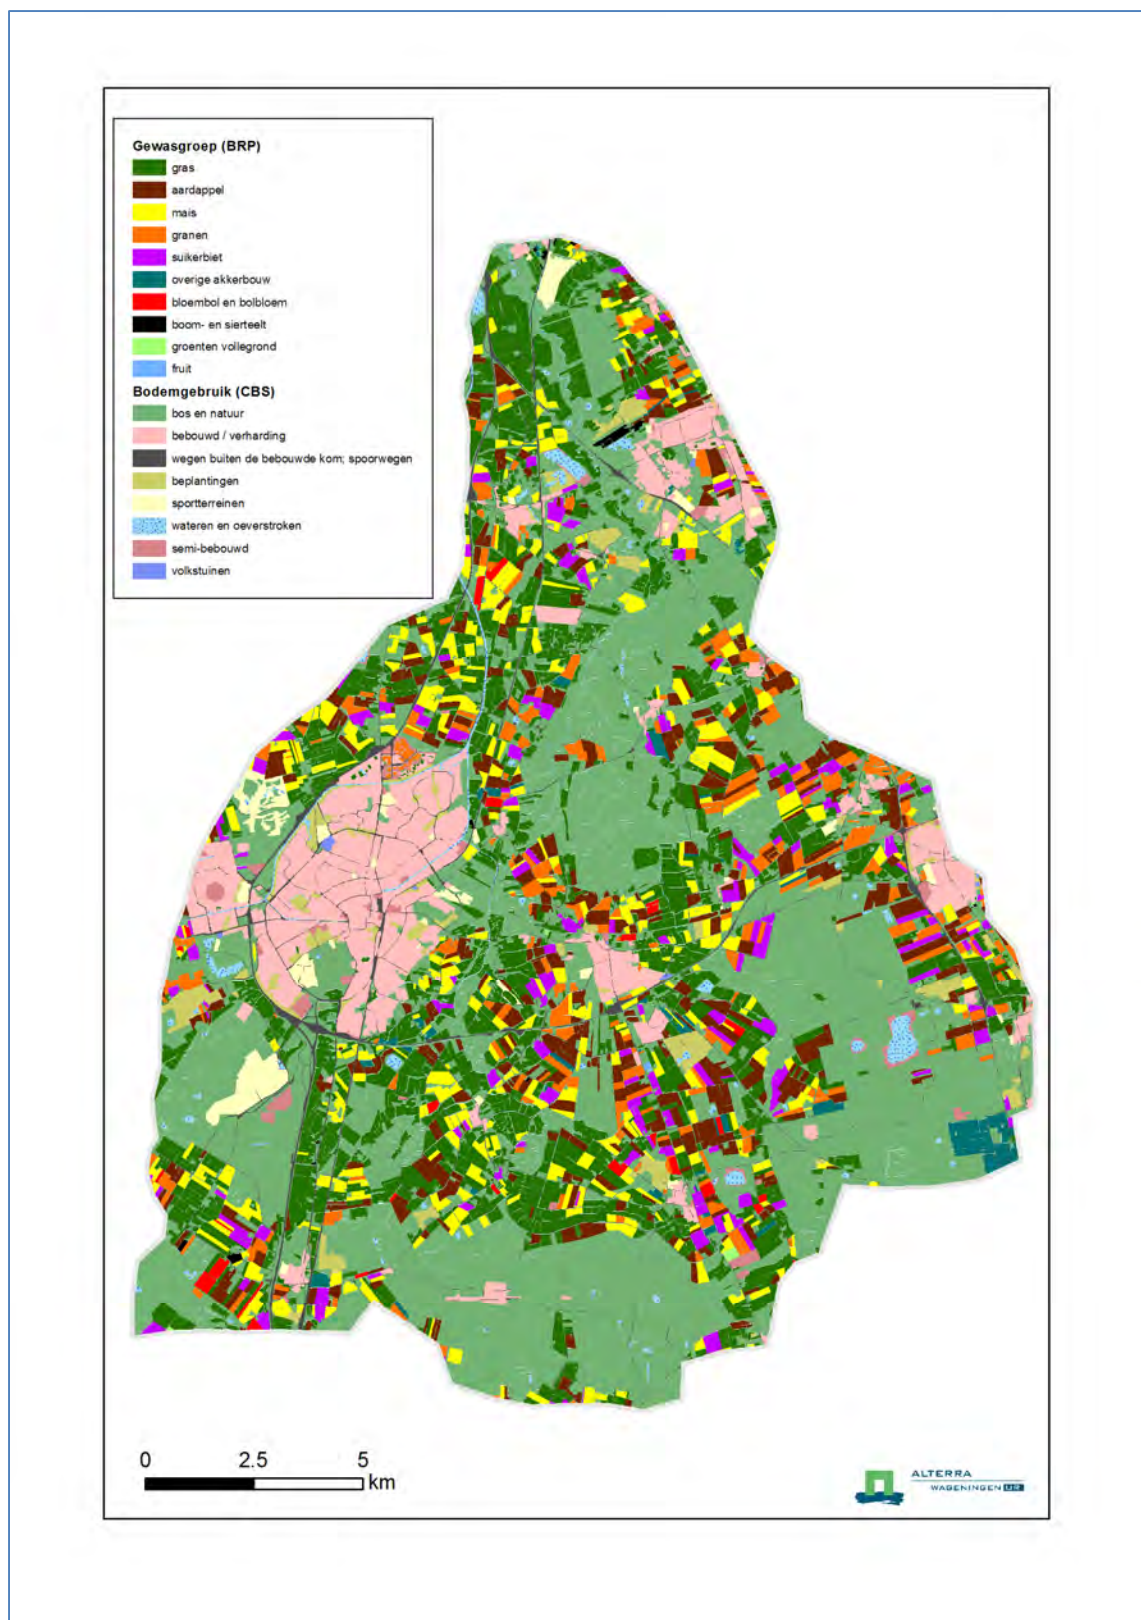 Gewasgroep (BRP)
gras
aardappel
mais
granen
suikerbiet
overige akkerbouw
bloembol en bolbloem
boom- en sierteelt
groenten vollegrond
fruit
Bodemgebruik (CBS)
bos en natuur
bebouwd / verharding
wegen buiten de bebouwde kom; spoorwegen
beplantingen
sportterreinen
wateren en oeverstroken
semi-bebouwd
volkstuinen
0 2.5 5
km
ALTERRA
WAGENINGEN UR